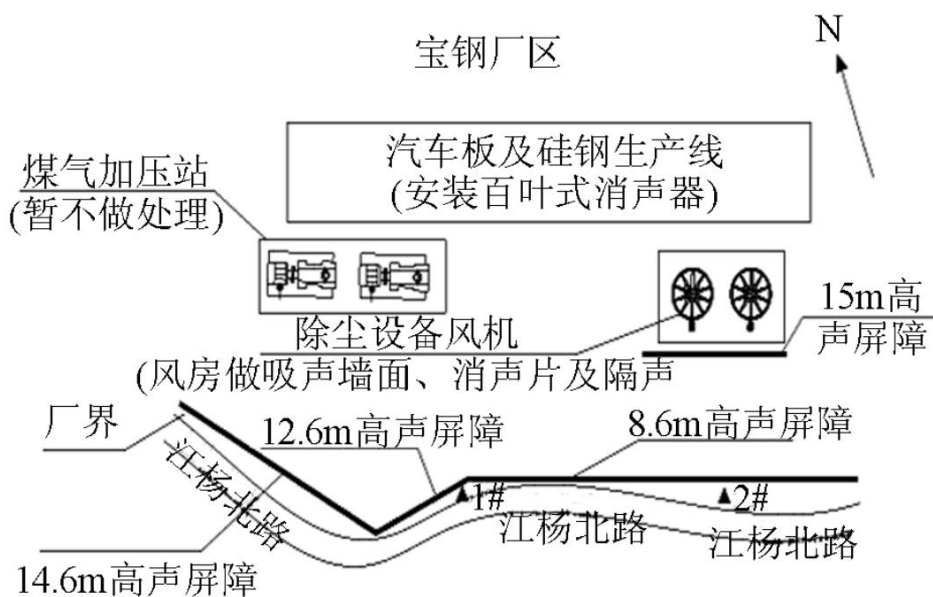 宝钢厂区
N
汽车板及硅钢生产线
(安装百叶式消声器)
煤气加压站
(暂不做处理)
15m高
声屏障
除尘设备风机
(风房做吸声墙面、消声片及隔声
厂界
12.6m高声屏障
8.6m高声屏障
江杨北路
1#
2#
江杨北路
江杨北路
14.6m高声屏障